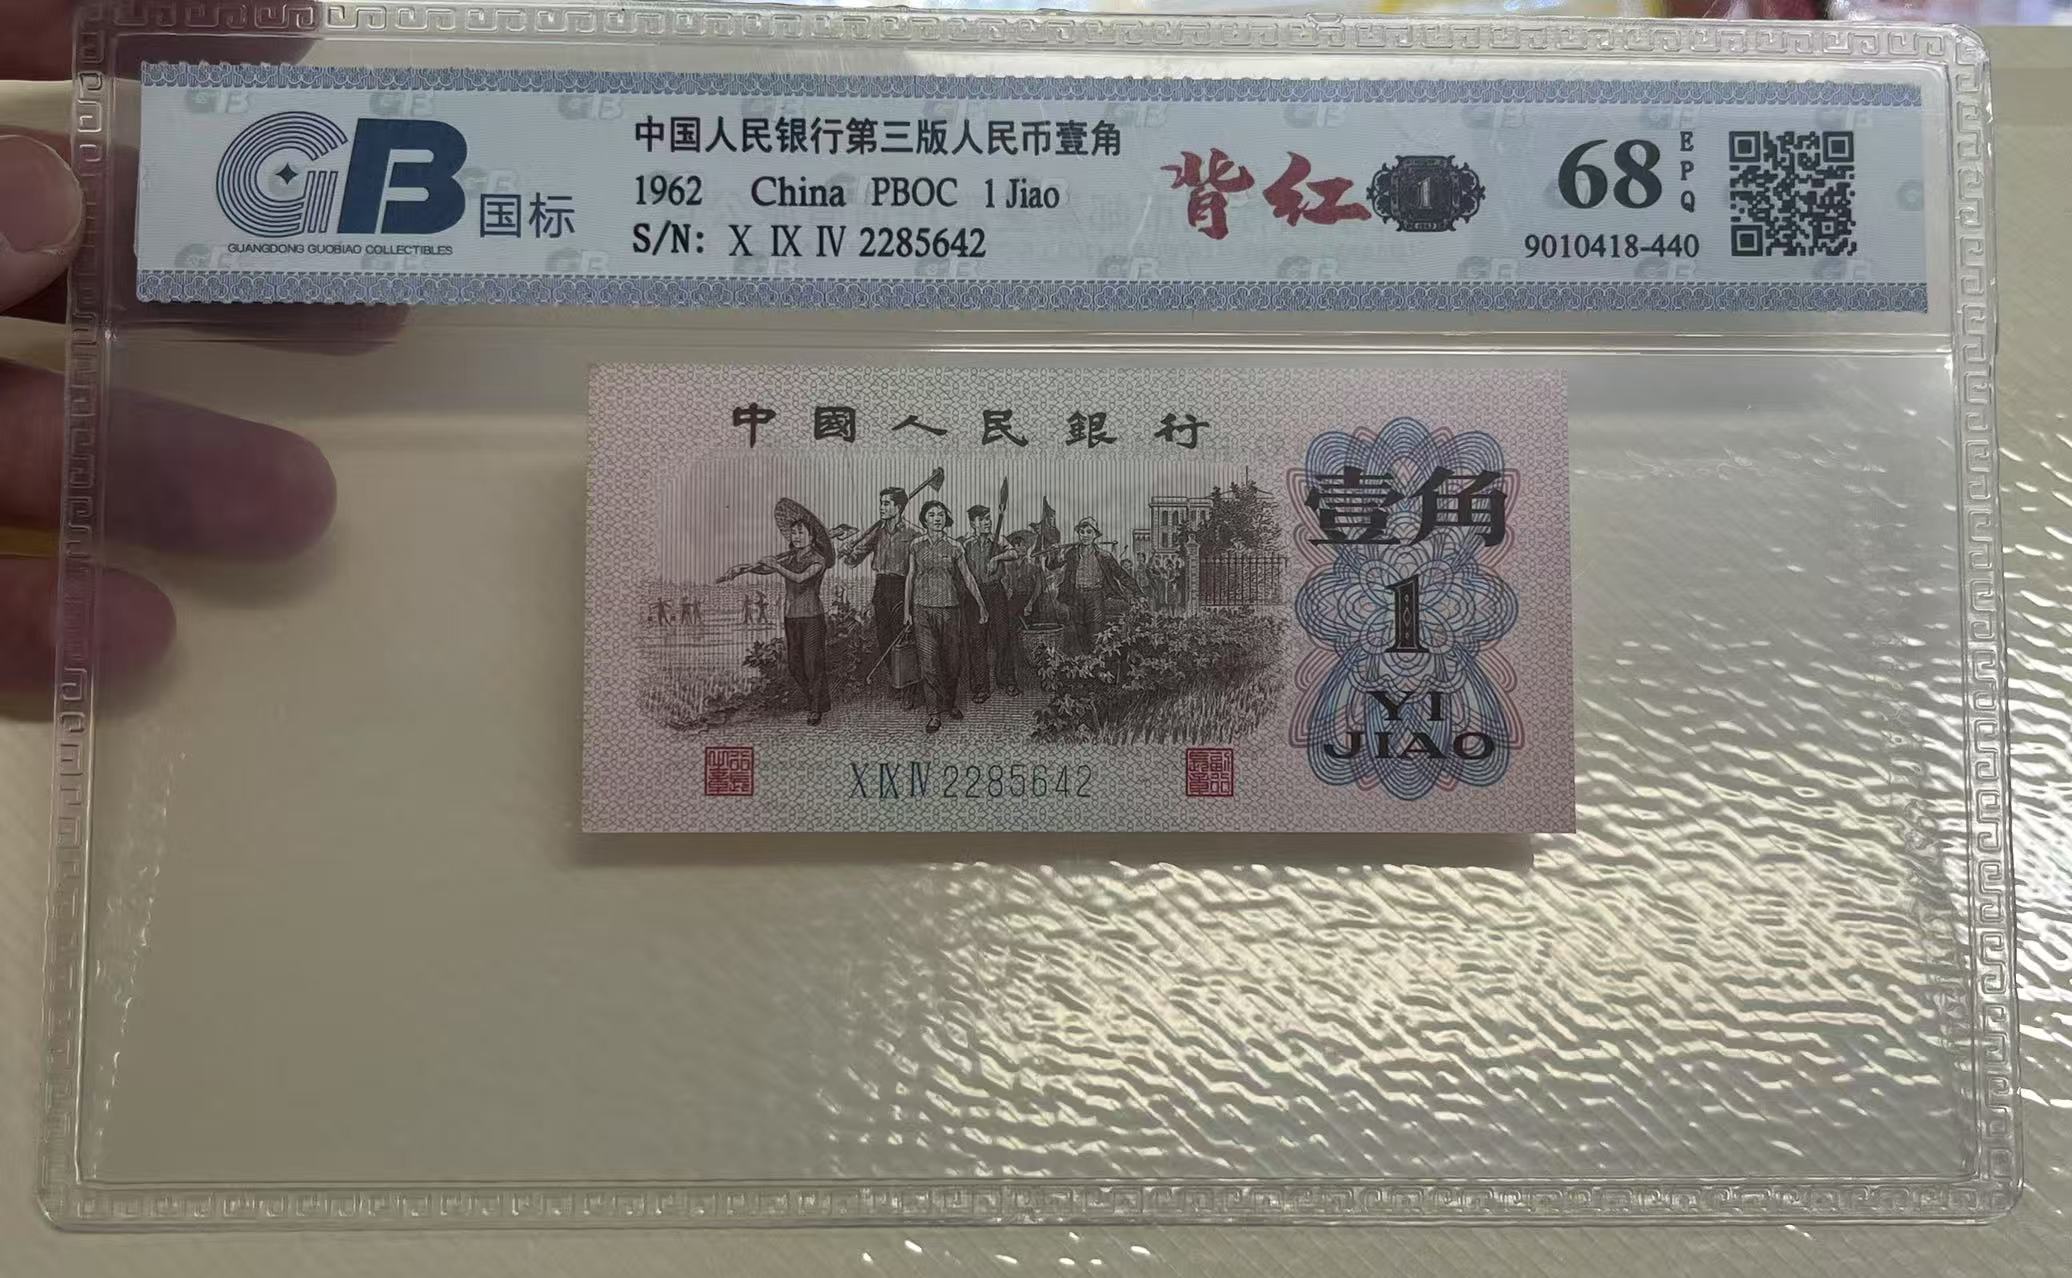 GB 国标
GUANGDONG GUOBIAO COLLECTIBLES
中国人民银行第三版人民币壹角
1962 China PBOC 1 Jiao
S/N: X IX IV 2285642
背红
1
68
EPQ
9010418-440
中國人民銀行
壹角
1
YI
JIAO
X IX IV 2285642